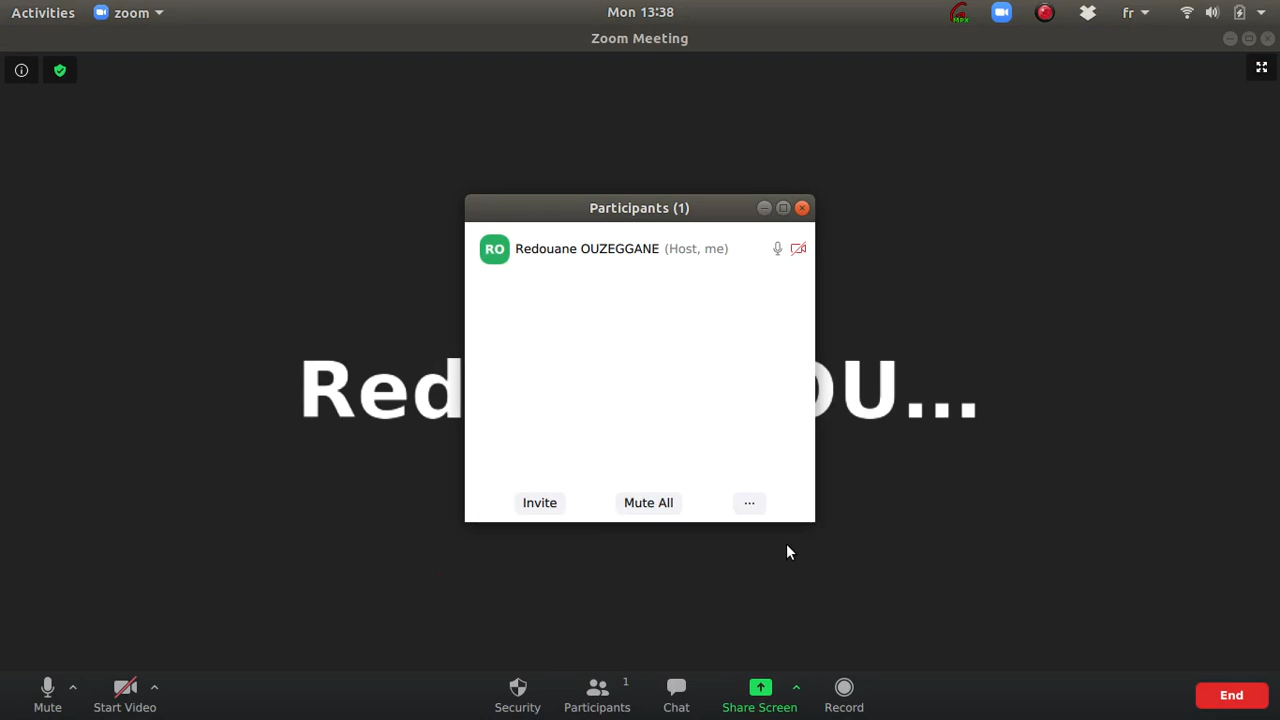 Activities zoom Mon 13:38 MPX fr
Zoom Meeting
Participants (1)
RO Redouane OUZEGGANE (Host, me)
Red OU...
Invite Mute All ...
Mute Start Video Security Participants 1 Chat Share Screen Record End